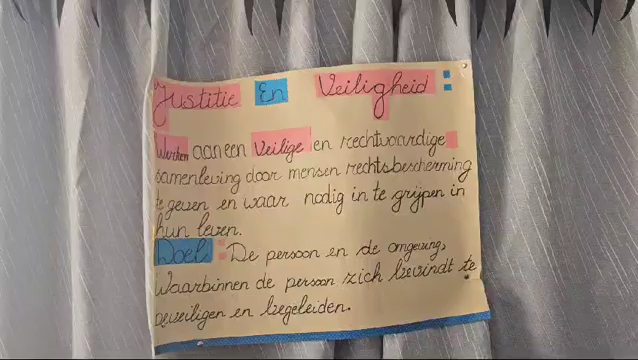 Justitie En Veiligheid :
Werken aan een Veilige en rechtvaardige
samenleving door mensen rechtsbescherming
te geven en waar nodig in te grijpen in
hun leven.
Doel : De persoon en de omgeving,
Waarbinnen de persoon zich bevindt te
beveiligen en begeleiden.